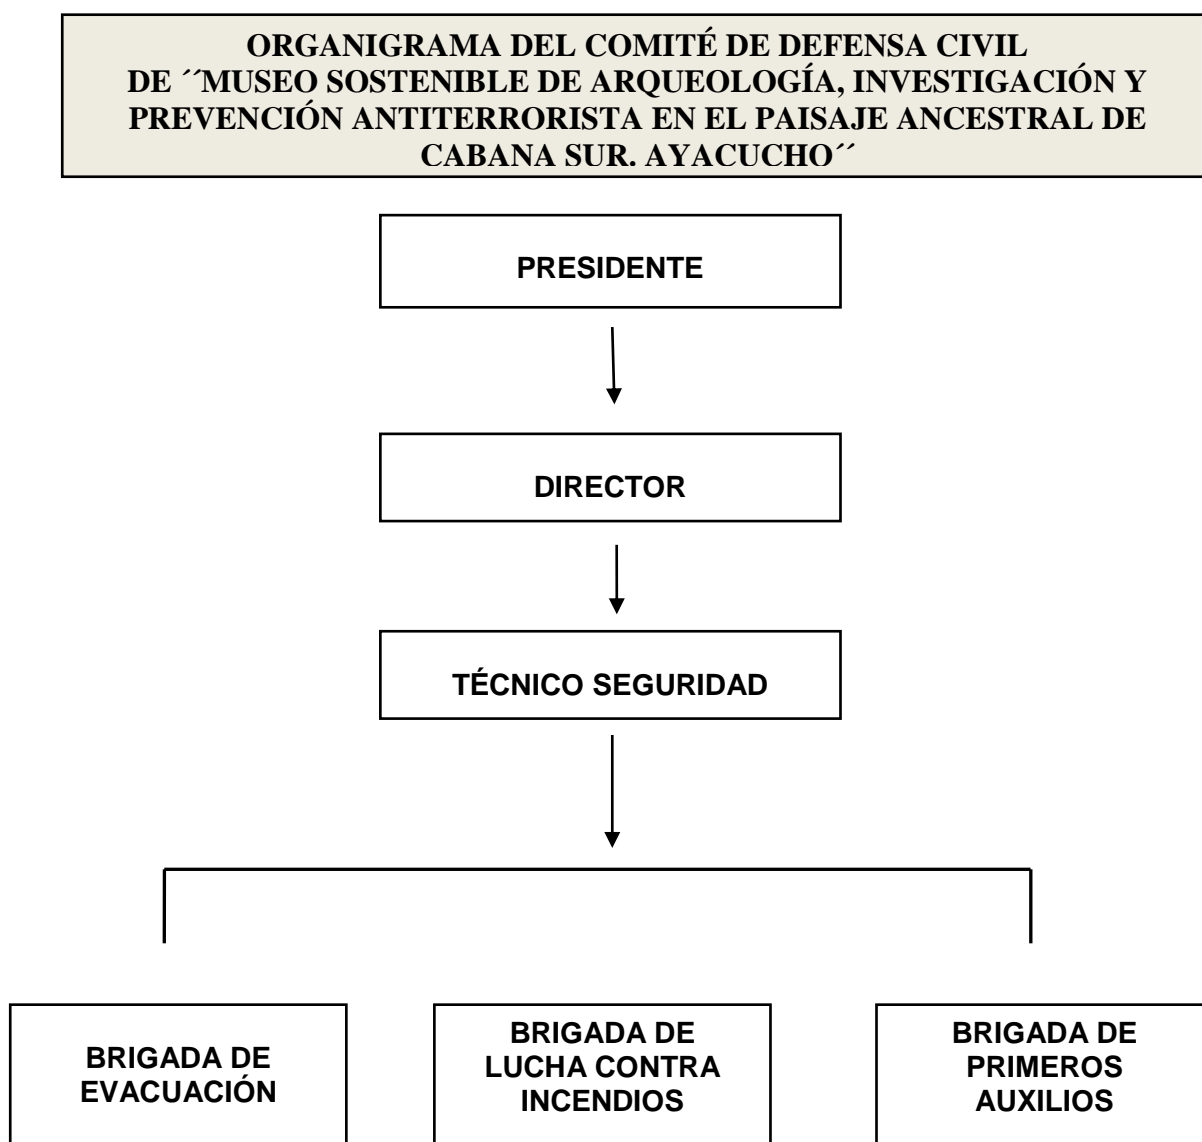 ORGANIGRAMA DEL COMITÉ DE DEFENSA CIVIL
DE ´´MUSEO SOSTENIBLE DE ARQUEOLOGÍA, INVESTIGACIÓN Y
PREVENCIÓN ANTITERRORISTA EN EL PAISAJE ANCESTRAL DE
CABANA SUR. AYACUCHO´´
PRESIDENTE
DIRECTOR
TÉCNICO SEGURIDAD
BRIGADA DE
EVACUACIÓN
BRIGADA DE
LUCHA CONTRA
INCENDIOS
BRIGADA DE
PRIMEROS
AUXILIOS